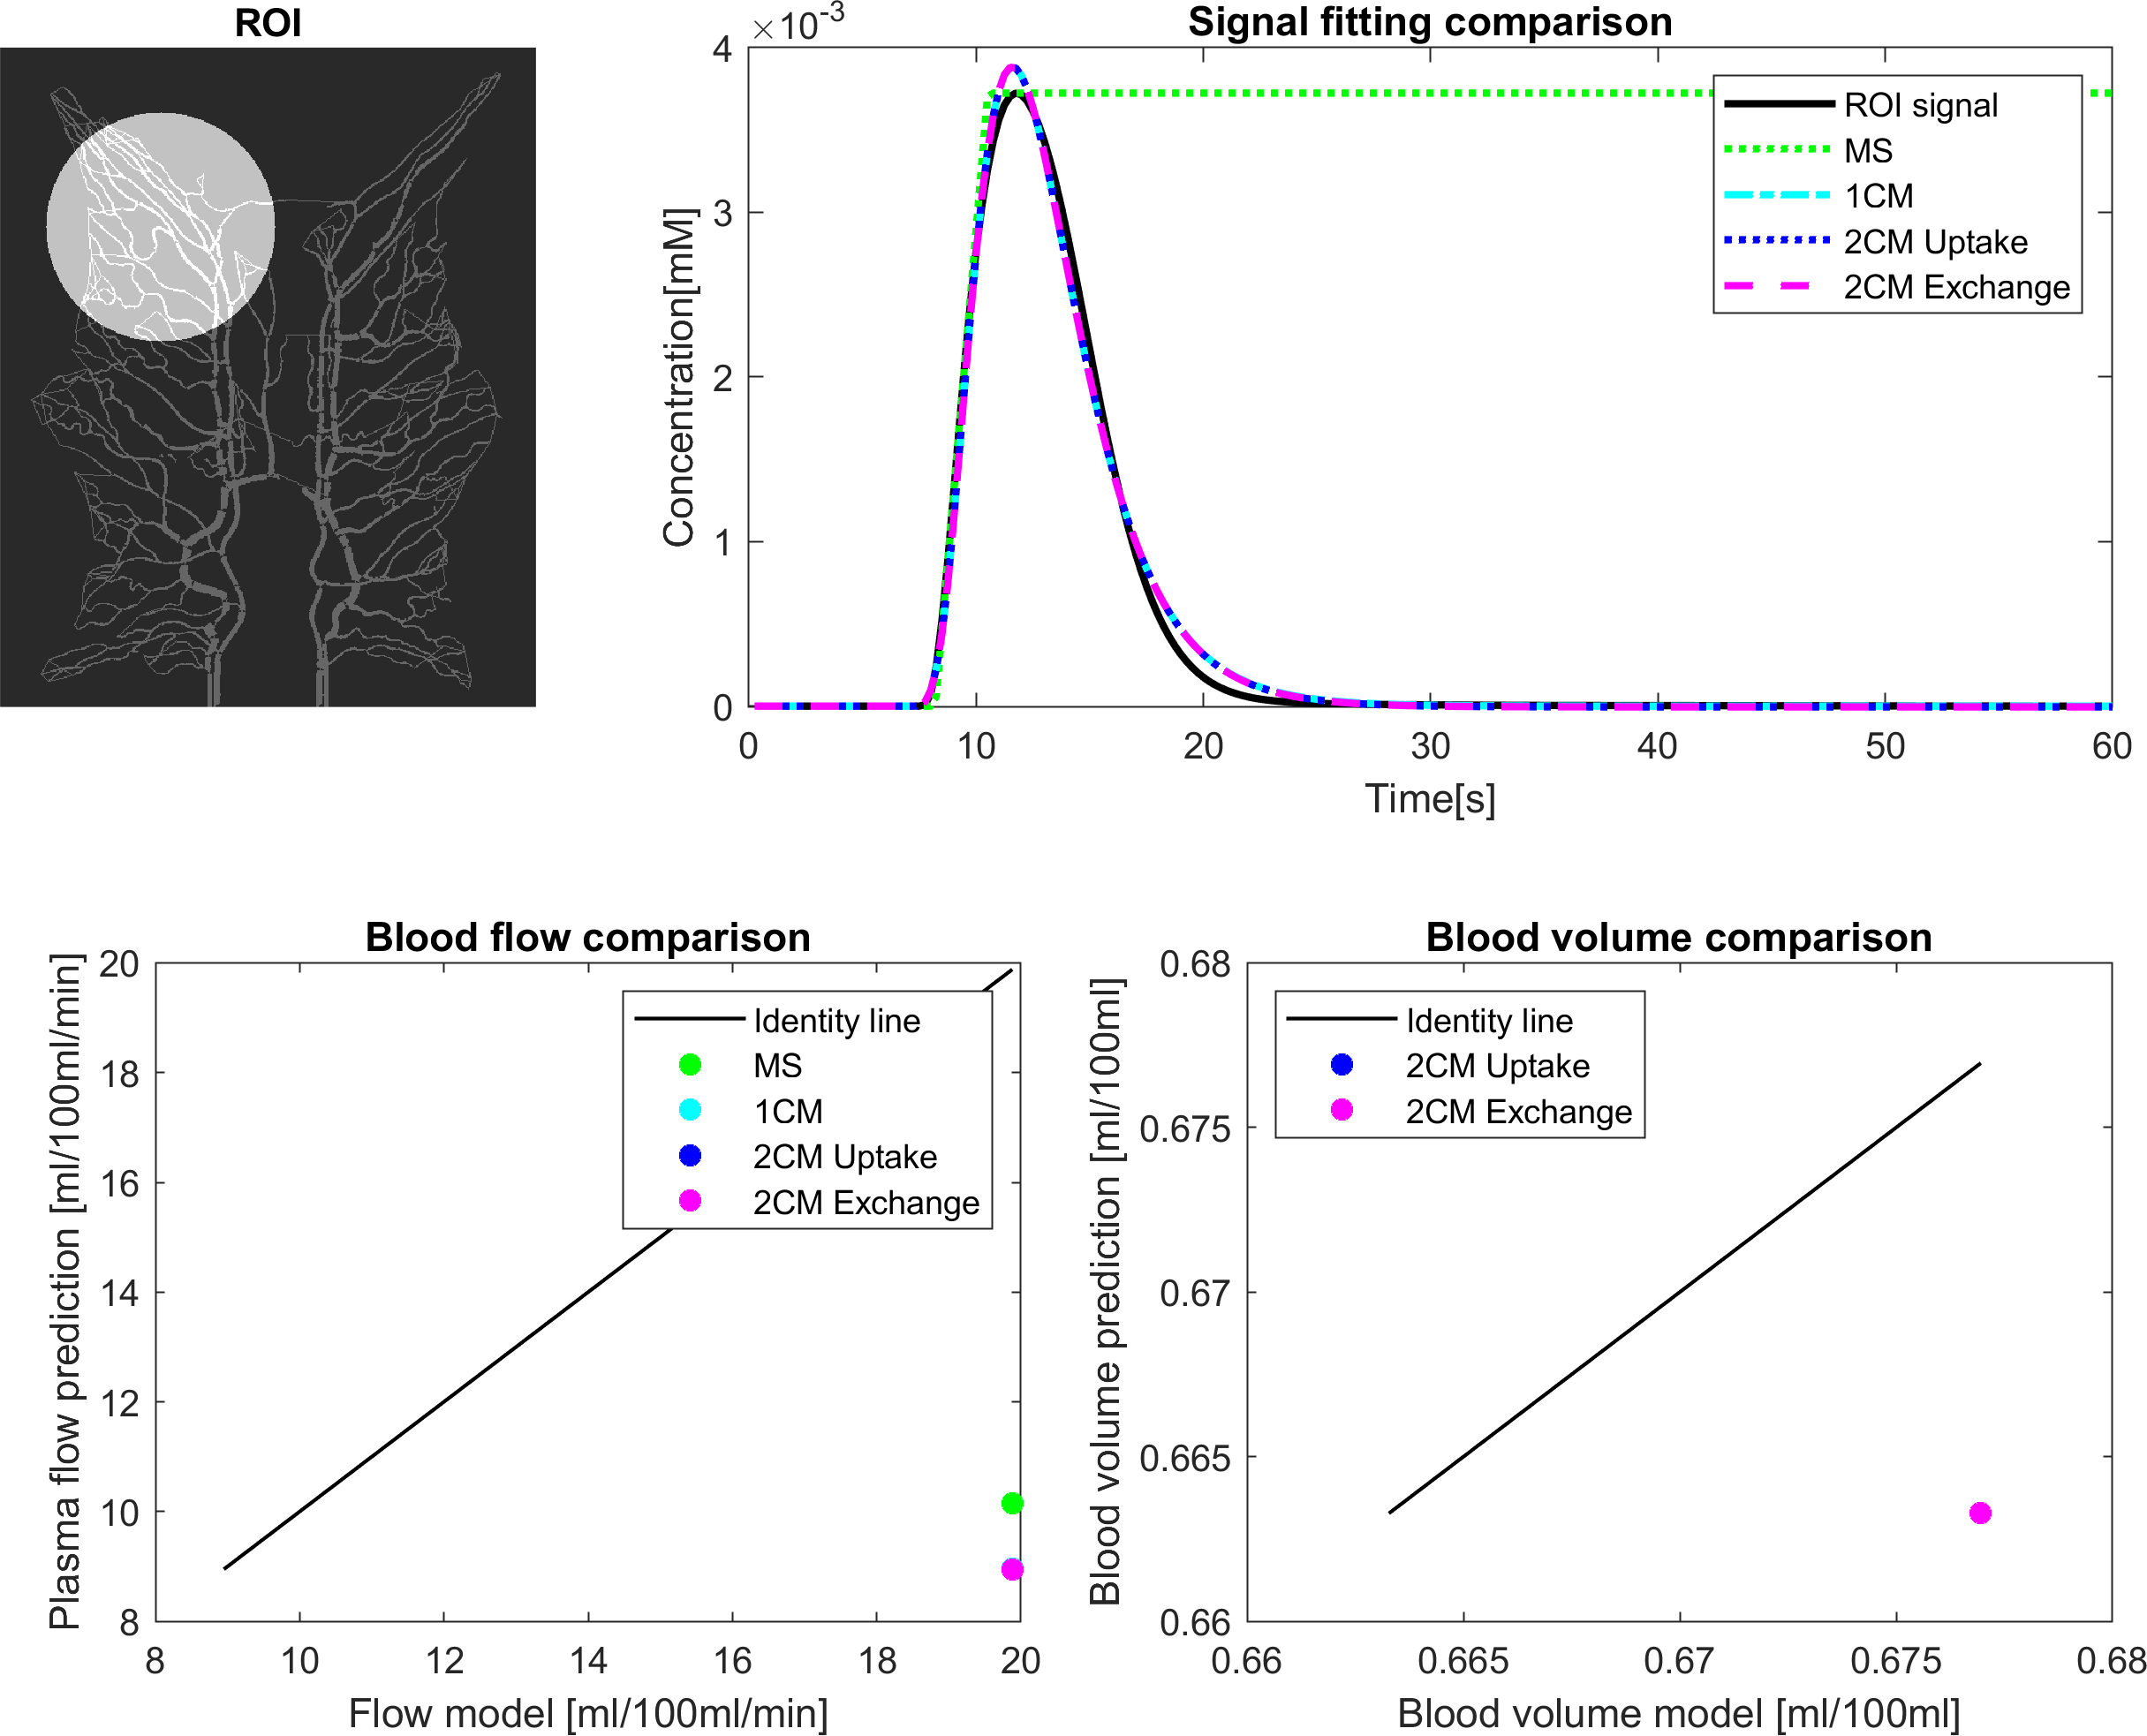 ROI
Signal fitting comparison
×10-3
4
3
2
1
0
Concentration[mM]
0 10 20 30 40 50 60
Time[s]
ROI signal
MS
1CM
2CM Uptake
2CM Exchange
Blood flow comparison
Plasma flow prediction [ml/100ml/min]
20
18
16
14
12
10
8
8 10 12 14 16 18 20
Flow model [ml/100ml/min]
Identity line
MS
1CM
2CM Uptake
2CM Exchange
Blood volume comparison
Blood volume prediction [ml/100ml]
0.68
0.675
0.67
0.665
0.66
0.66 0.665 0.67 0.675 0.68
Blood volume model [ml/100ml]
Identity line
2CM Uptake
2CM Exchange